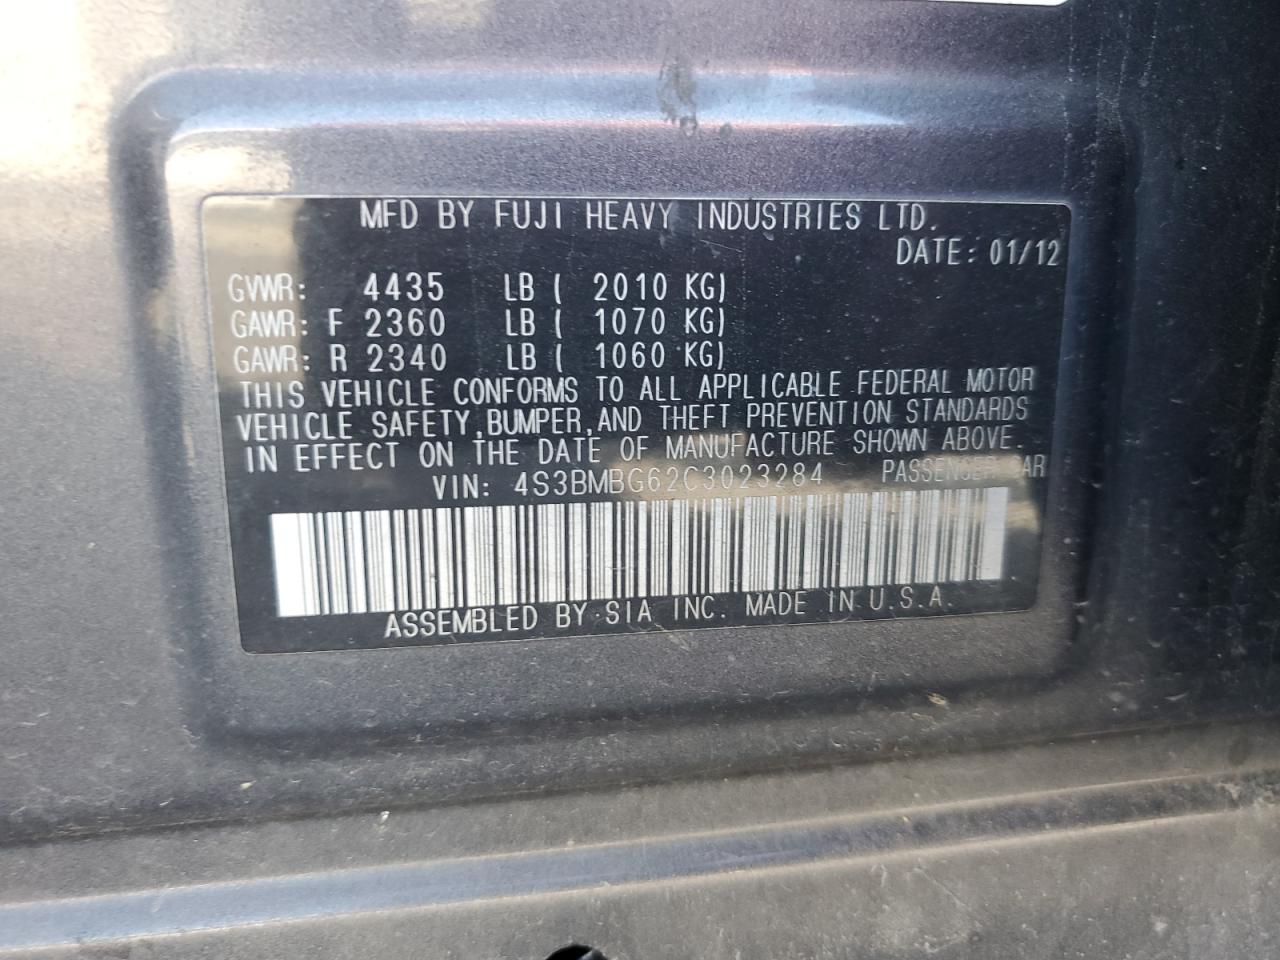 MFD BY FUJI HEAVY INDUSTRIES LTD.
DATE: 01/12
GVWR: 4435 LB ( 2010 KG)
GAWR: F 2360 LB ( 1070 KG)
GAWR: R 2340 LB ( 1060 KG)
THIS VEHICLE CONFORMS TO ALL APPLICABLE FEDERAL MOTOR
VEHICLE SAFETY,BUMPER,AND THEFT PREVENTION STANDARDS
IN EFFECT ON THE DATE OF MANUFACTURE SHOWN ABOVE.
VIN: 4S3BMBG62C3023284 PASSENGER CAR
ASSEMBLED BY SIA INC. MADE IN U.S.A.